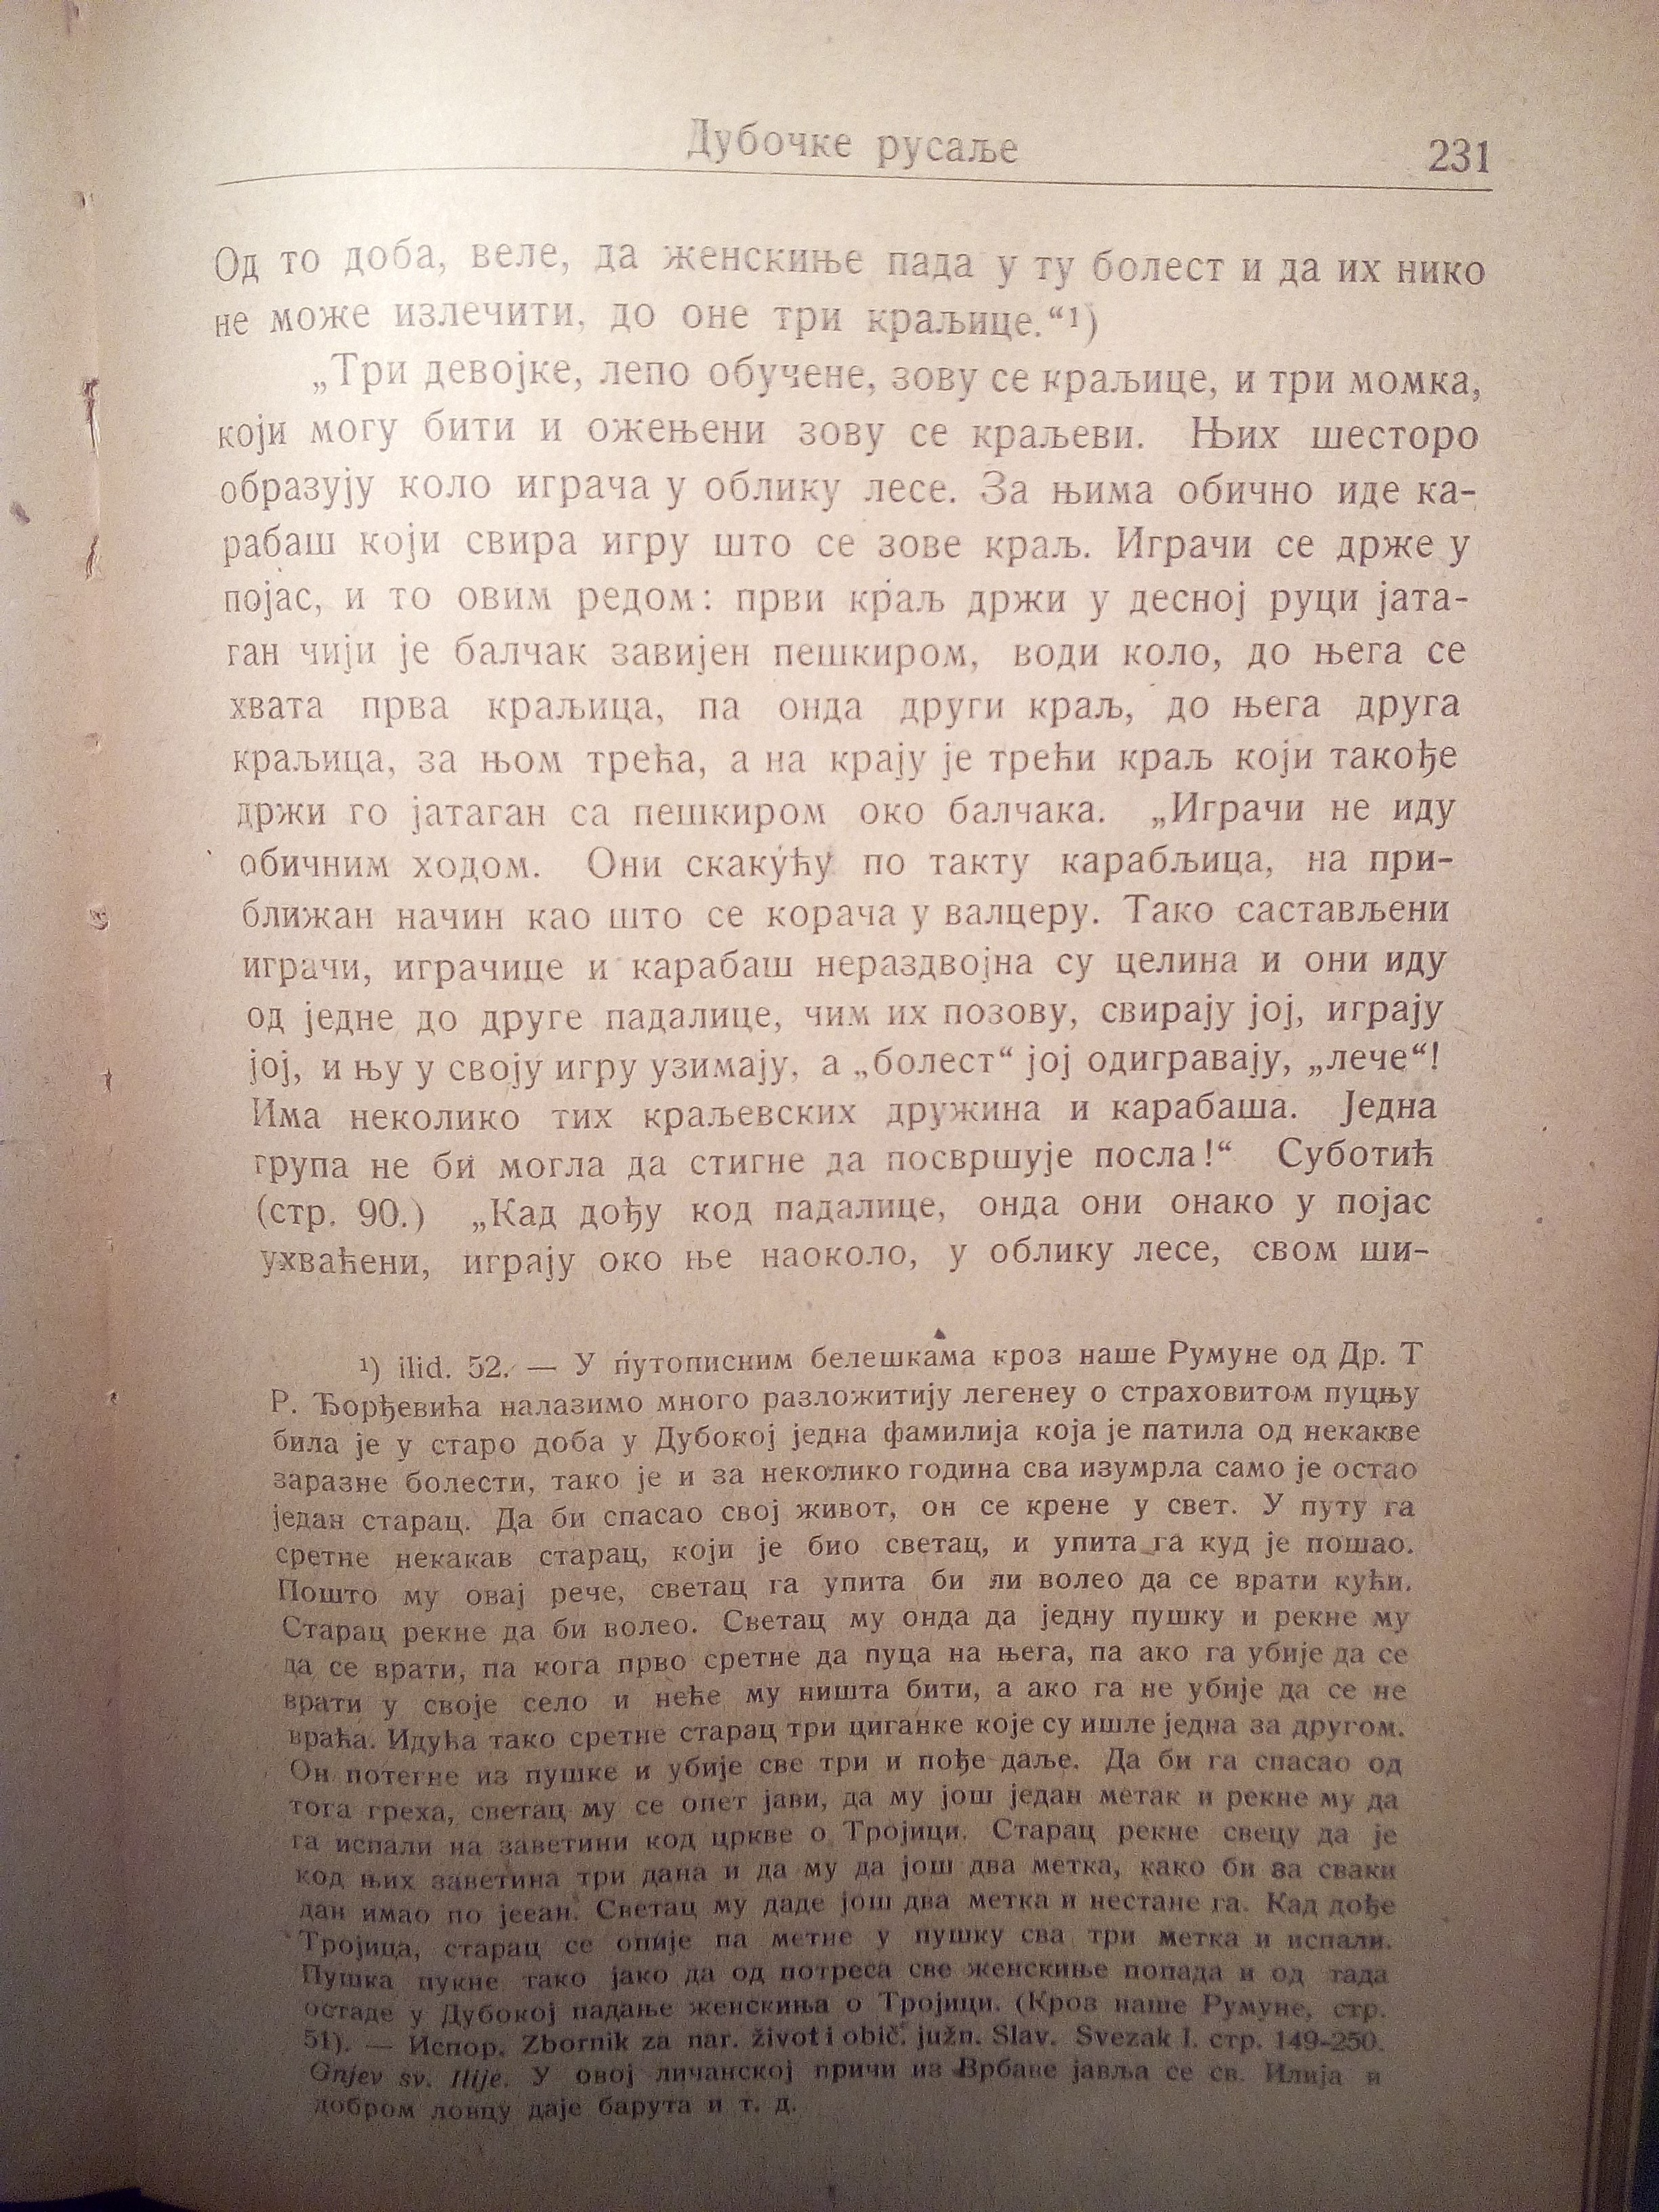 Дубочке русаље 231
Од то доба, веле, да женскиње пада у ту болест и да их нико
не може излечити, до оне три краљице.“¹)
„Три девојке, лепо обучене, зову се краљице, и три момка,
који могу бити и ожењени зову се краљеви. Њих шесторо
образују коло играча у облику лесе. За њима обично иде ка-
рабаш који свира игру што се зове краљ. Играчи се држе у
појас, и то овим редом: први краљ држи у десној руци јата-
ган чији је балчак завијен пешкиром, води коло, до њега се
хвата прва краљица, па онда други краљ, до њега друга
краљица, за њом трећа, а на крају је трећи краљ који такође
држи го јатаган са пешкиром око балчака. „Играчи не иду
обичним ходом. Они скакућу по такту карабљица, на при-
ближан начин као што се корача у валцеру. Тако састављени
играчи, играчице и карабаш нераздвојна су целина и они иду
од једне до друге падалице, чим их позову, свирају јој, играју
јој, и њу у своју игру узимају, а „болест“ јој одигравају, „лече“!
Има неколико тих краљевских дружина и карабаша. Једна
група не би могла да стигне да посвршује посла!“ Суботић
(стр. 90.) „Кад дођу код падалице, онда они онако у појас
ухваћени, играју око ње наоколо, у облику лесе, свом ши-
¹) ilid. 52. — У путописним белешкама кроз наше Румуне од Др. Т
Р. Ђорђевића налазимо много разложитију легенеу о страховитом пуцњу
била је у старо доба у Дубокој једна фамилија која је патила од некакве
заразне болести, тако је и за неколико година сва изумрла само је остао
један старац. Да би спасао свој живот, он се крене у свет. У путу га
сретне некакав старац, који је био светац, и упита га куд је пошао.
Пошто му овај рече, светац га упита би ли волео да се врати кући.
Старац рекне да би волео. Светац му онда да једну пушку и рекне му
да се врати, па кога прво сретне да пуца на њега, па ако га убије да се
врати у своје село и неће му ништа бити, а ако га не убије да се не
враћа. Идућа тако сретне старац три циганке које су ишле једна за другом.
Он потегне из пушке и убије све три и пође даље. Да би га спасао од
тога греха, светац му се опет јави, да му још један метак и рекне му да
га испали на заветини код цркве о Тројици. Старац рекне свецу да је
код њих заветина три дана и да му да још два метка, како би за сваки
дан имао по јееан. Светац му даде још два метка и нестане га. Кад дође
Тројица, старац се опије па метне у пушку сва три метка и испали.
Пушка пукне тако јако да од потреса све женскиње попада и од тада
остаде у Дубокој падање женскиња о Тројици. (Кроз наше Румуне, стр.
51). — Испор. Zbornik za nar. život i obič. južn. Slav. Svezak I. стр. 149-250.
Gnjev sv. Ilije. У овој личанској причи из Врбаве јавља се св. Илија и
добром ловцу даје барута и т. д.